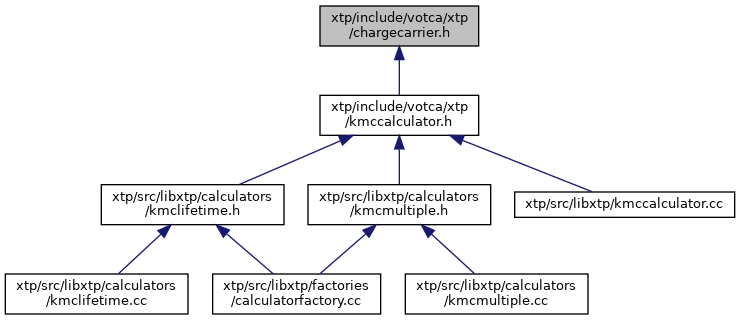 xtp/include/votca/xtp
/chargecarrier.h
xtp/include/votca/xtp
/kmccalculator.h
xtp/src/libxtp/calculators
/kmclifetime.h
xtp/src/libxtp/calculators
/kmcmultiple.h
xtp/src/libxtp/kmccalculator.cc
xtp/src/libxtp/calculators
/kmclifetime.cc
xtp/src/libxtp/factories
/calculatorfactory.cc
xtp/src/libxtp/calculators
/kmcmultiple.cc